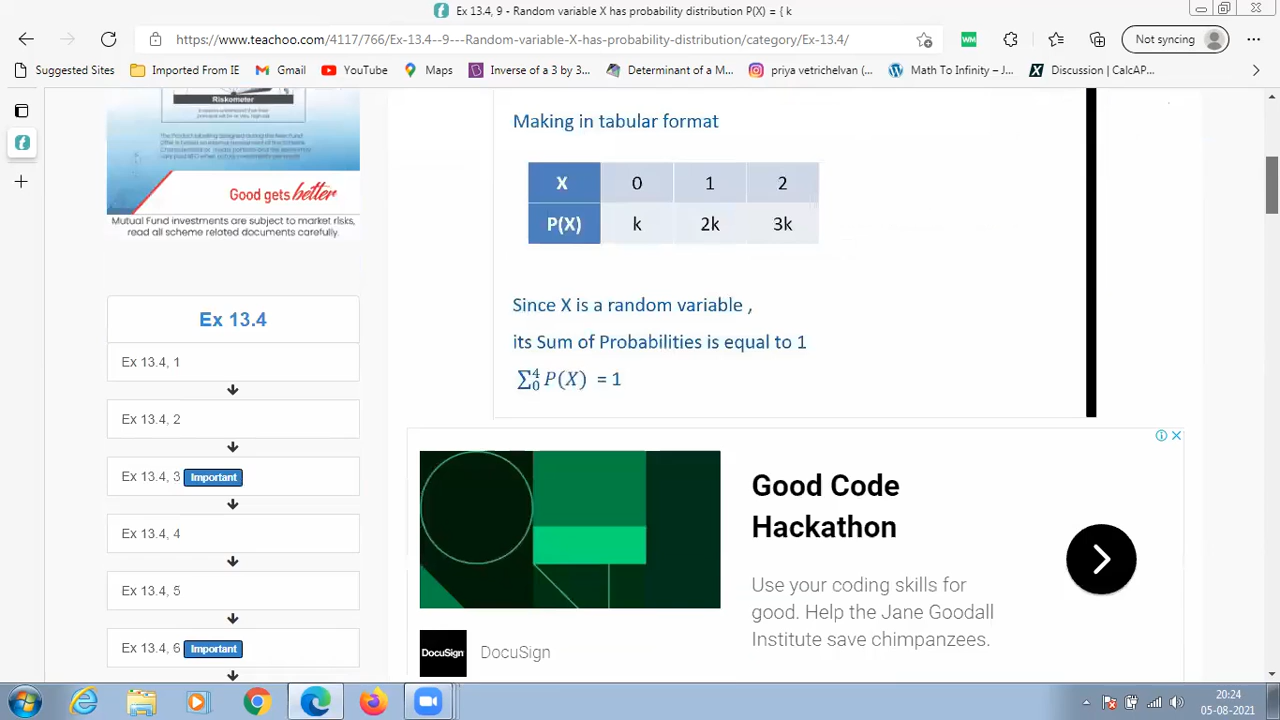 Ex 13.4, 9 - Random variable X has probability distribution P(X) = { k
https://www.teachoo.com/4117/766/Ex-13.4--9---Random-variable-X-has-probability-distribution/category/Ex-13.4/
Not syncing
Suggested Sites
Imported From IE
Gmail
YouTube
Maps
Inverse of a 3 by 3...
Determinant of a M...
priya vetrichelvan (...
Math To Infinity – J...
Discussion | CalcAP...
Riskometer
Good gets better
Mutual Fund investments are subject to market risks,
read all scheme related documents carefully.
Ex 13.4
Ex 13.4, 1
Ex 13.4, 2
Ex 13.4, 3 Important
Ex 13.4, 4
Ex 13.4, 5
Ex 13.4, 6 Important
Making in tabular format
X 0 1 2
P(X) k 2k 3k
Since X is a random variable ,
its Sum of Probabilities is equal to 1
∑₀⁴ P(X) = 1
Good Code
Hackathon
Use your coding skills for
good. Help the Jane Goodall
Institute save chimpanzees.
DocuSign
DocuSign
20:24
05-08-2021